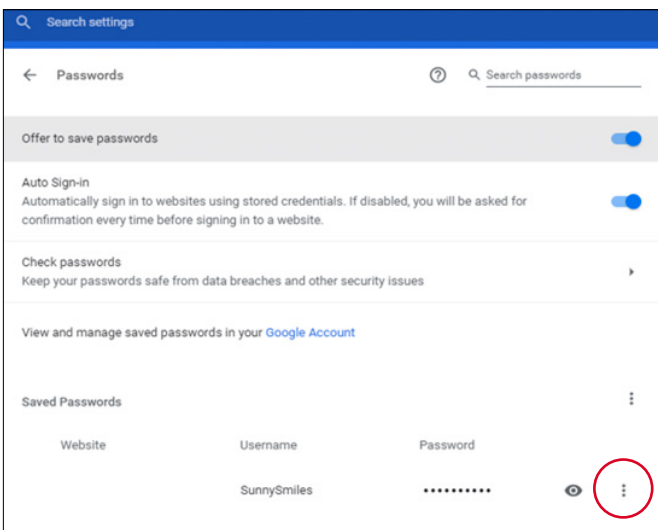 Search settings
Passwords
Search passwords
Offer to save passwords
Auto Sign-in
Automatically sign in to websites using stored credentials. If disabled, you will be asked for
confirmation every time before signing in to a website.
Check passwords
Keep your passwords safe from data breaches and other security issues
View and manage saved passwords in your Google Account
Saved Passwords
Website Username Password
SunnySmiles ••••••••••